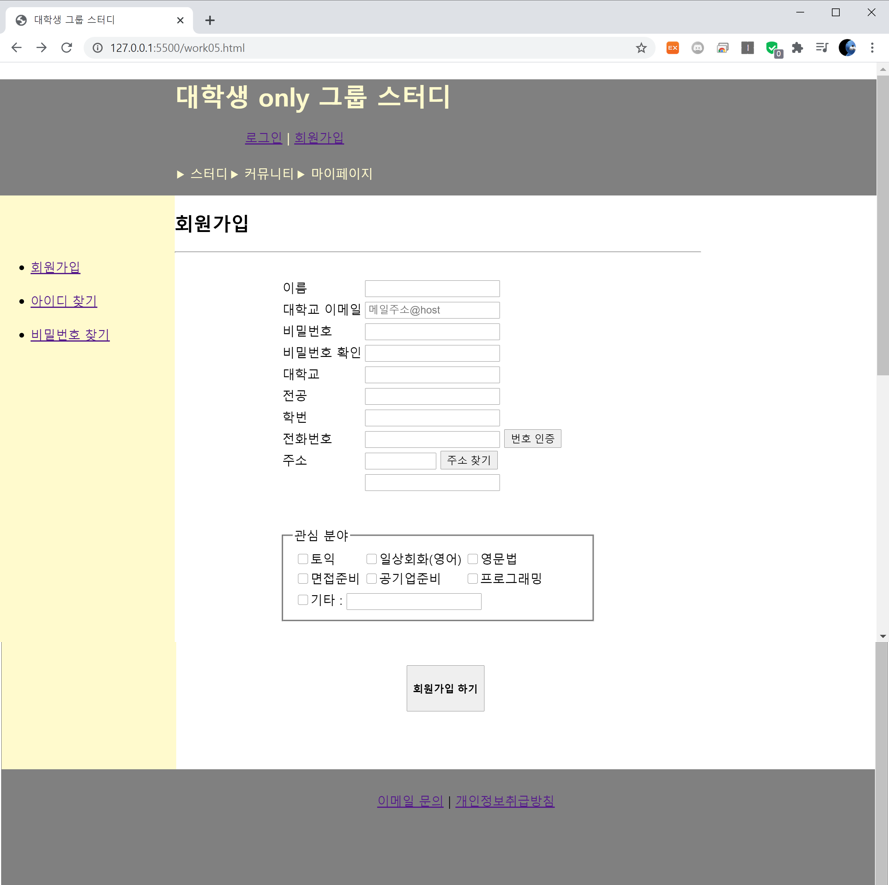 대학생 그룹 스터디
127.0.0.1:5500/work05.html
EX
0
대학생 only 그룹 스터디
로그인 | 회원가입
▶ 스터디 ▶ 커뮤니티 ▶ 마이페이지
회원가입
• 회원가입
• 아이디 찾기
• 비밀번호 찾기
이름
대학교 이메일 메일주소@host
비밀번호
비밀번호 확인
대학교
전공
학번
전화번호 번호 인증
주소 주소 찾기
관심 분야
토익 일상회화(영어) 영문법
면접준비 공기업준비 프로그래밍
기타 :
회원가입 하기
이메일 문의 | 개인정보취급방침